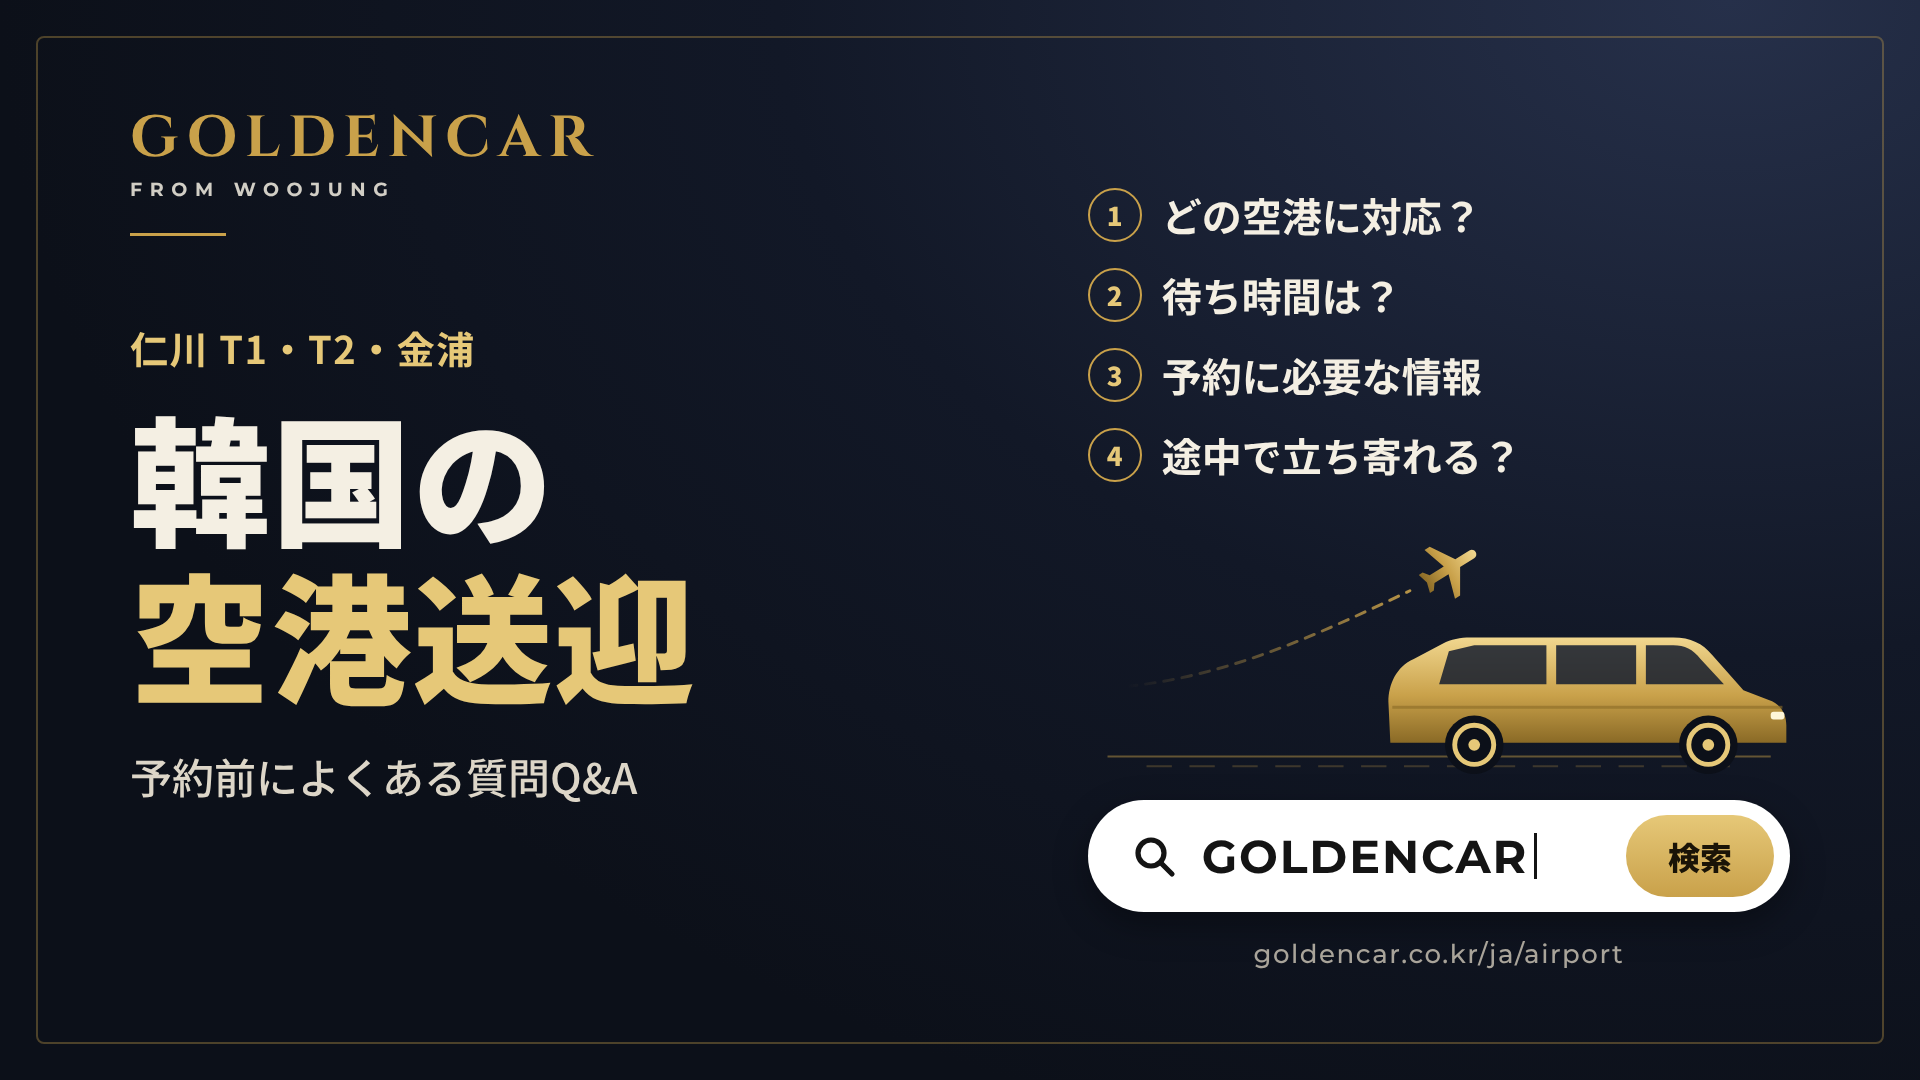 GOLDENCAR
FROM WOOJUNG
仁川 T1・T2・金浦
韓国の
空港送迎
予約前によくある質問Q&A
1 どの空港に対応？
2 待ち時間は？
3 予約に必要な情報
4 途中で立ち寄れる？
GOLDENCAR 検索
goldencar.co.kr/ja/airport